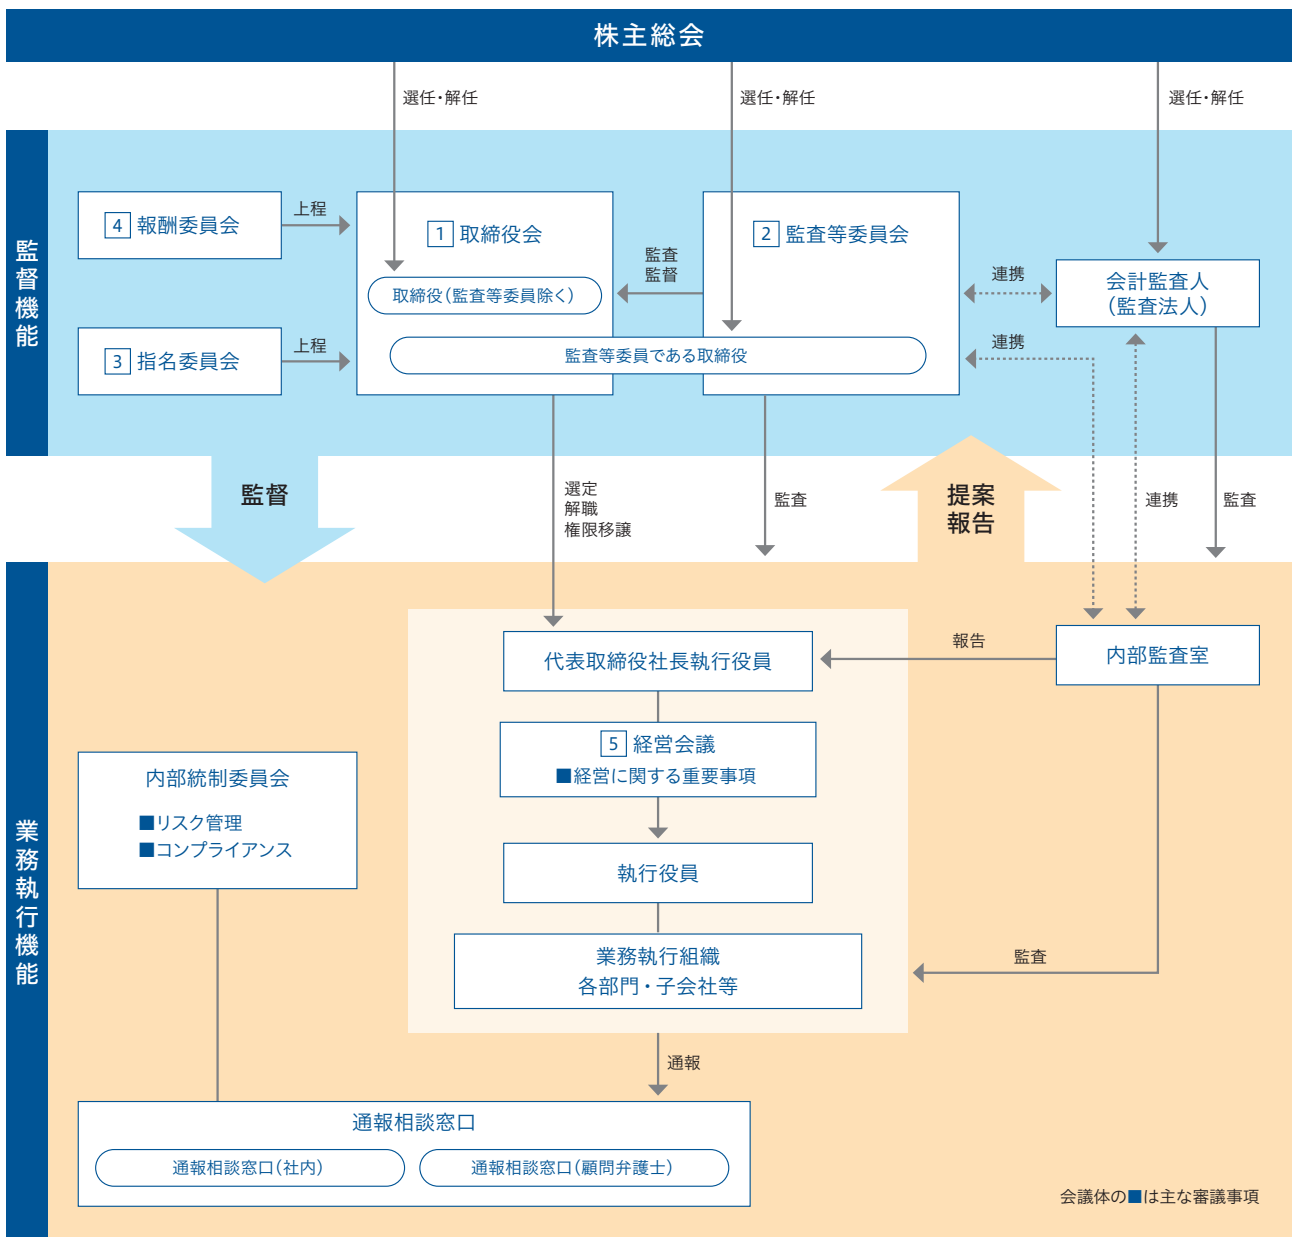 株主総会
選任・解任
選任・解任
選任・解任
監督機能
4 報酬委員会
上程
1 取締役会
2 監査等委員会
監査
監督
連携
会計監査人
(監査法人)
取締役(監査等委員除く)
3 指名委員会
上程
監査等委員である取締役
連携
監督
選定
解職
権限移譲
監査
提案
報告
連携
監査
業務執行機能
代表取締役社長執行役員
報告
内部監査室
5 経営会議
■経営に関する重要事項
内部統制委員会
■リスク管理
■コンプライアンス
執行役員
業務執行組織
各部門・子会社等
監査
通報
通報相談窓口
通報相談窓口(社内)
通報相談窓口(顧問弁護士)
会議体の■は主な審議事項